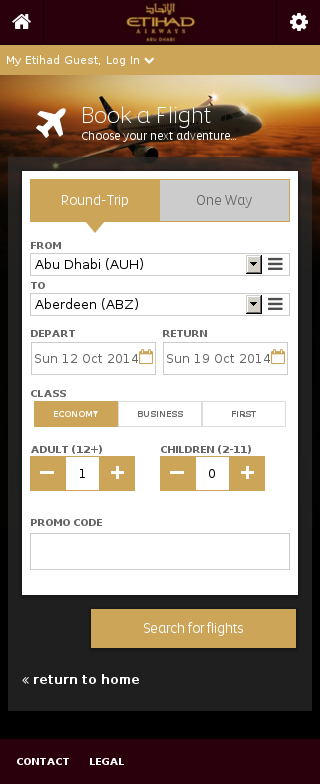 الإتحاد
ETIHAD
AIRWAYS
ABU DHABI
My Etihad Guest, Log In
Book a Flight
Choose your next adventure...
Round-Trip
One Way
FROM
Abu Dhabi (AUH)
TO
Aberdeen (ABZ)
DEPART
RETURN
Sun 12 Oct 2014
Sun 19 Oct 2014
CLASS
ECONOMY
BUSINESS
FIRST
ADULT (12+)
CHILDREN (2-11)
1
0
PROMO CODE
Search for flights
« return to home
CONTACT
LEGAL